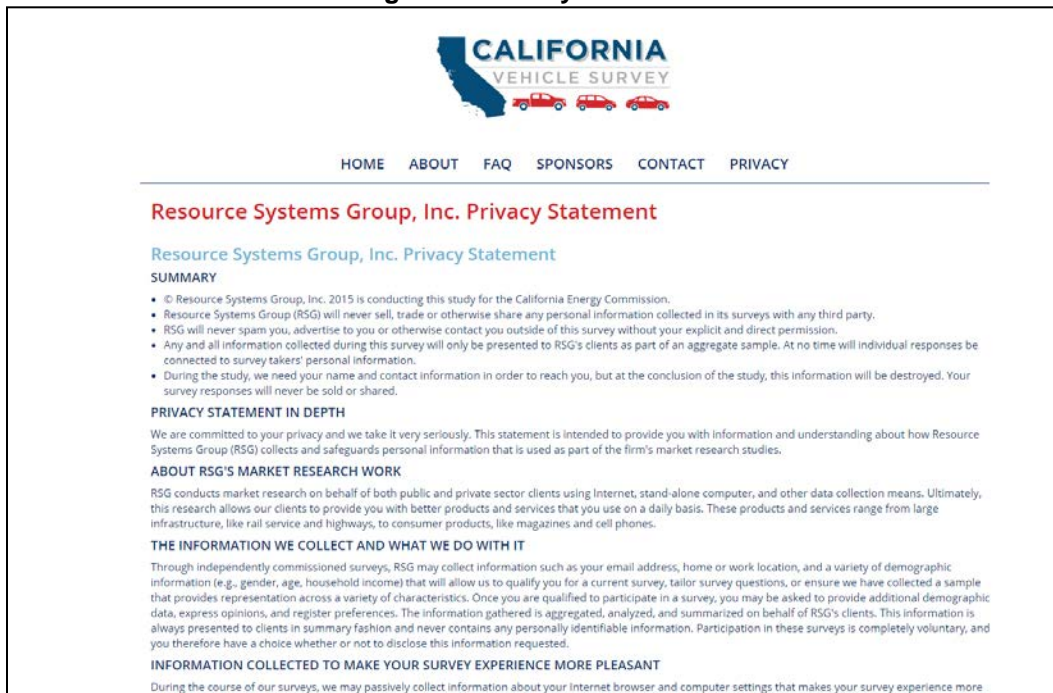 CALIFORNIA
VEHICLE SURVEY
HOME ABOUT FAQ SPONSORS CONTACT PRIVACY
Resource Systems Group, Inc. Privacy Statement
Resource Systems Group, Inc. Privacy Statement
SUMMARY
• © Resource Systems Group, Inc. 2015 is conducting this study for the California Energy Commission.
• Resource Systems Group (RSG) will never sell, trade or otherwise share any personal information collected in its surveys with any third party.
• RSG will never spam you, advertise to you or otherwise contact you outside of this survey without your explicit and direct permission.
• Any and all information collected during this survey will only be presented to RSG's clients as part of an aggregate sample. At no time will individual responses be
connected to survey takers' personal information.
• During the study, we need your name and contact information in order to reach you, but at the conclusion of the study, this information will be destroyed. Your
survey responses will never be sold or shared.
PRIVACY STATEMENT IN DEPTH
We are committed to your privacy and we take it very seriously. This statement is intended to provide you with information and understanding about how Resource
Systems Group (RSG) collects and safeguards personal information that is used as part of the firm's market research studies.
ABOUT RSG'S MARKET RESEARCH WORK
RSG conducts market research on behalf of both public and private sector clients using Internet, stand-alone computer, and other data collection means. Ultimately,
this research allows our clients to provide you with better products and services that you use on a daily basis. These products and services range from large
infrastructure, like rail service and highways, to consumer products, like magazines and cell phones.
THE INFORMATION WE COLLECT AND WHAT WE DO WITH IT
Through independently commissioned surveys, RSG may collect information such as your email address, home or work location, and a variety of demographic
information (e.g., gender, age, household income) that will allow us to qualify you for a current survey, tailor survey questions, or ensure we have collected a sample
that provides representation across a variety of characteristics. Once you are qualified to participate in a survey, you may be asked to provide additional demographic
data, express opinions, and register preferences. The information gathered is aggregated, analyzed, and summarized on behalf of RSG's clients. This information is
always presented to clients in summary fashion and never contains any personally identifiable information. Participation in these surveys is completely voluntary, and
you therefore have a choice whether or not to disclose this information requested.
INFORMATION COLLECTED TO MAKE YOUR SURVEY EXPERIENCE MORE PLEASANT
During the course of our surveys, we may passively collect information about your Internet browser and computer settings that makes your survey experience more